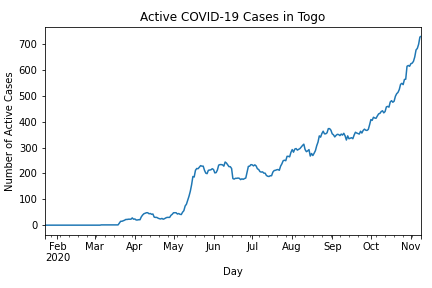 Active COVID-19 Cases in Togo
Number of Active Cases
700
600
500
400
300
200
100
0
Feb Mar Apr May Jun Jul Aug Sep Oct Nov
2020
Day